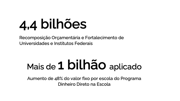 4,4 bilhões
Recomposição Orçamentária e Fortalecimento de
Universidades e Institutos Federais
Mais de 1 bilhão aplicado
Aumento de 48% do valor fixo por escola do Programa
Dinheiro Direto na Escola